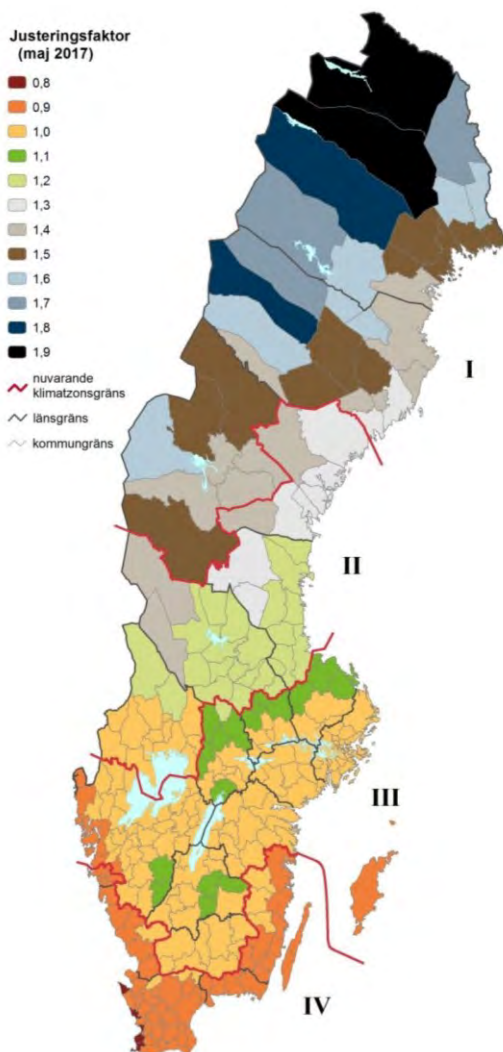 Justeringsfaktor
(maj 2017)
0,8
0,9
1,0
1,1
1,2
1,3
1,4
1,5
1,6
1,7
1,8
1,9
nuvarande
klimatzonsgräns
länsgräns
kommungräns
I
II
III
IV